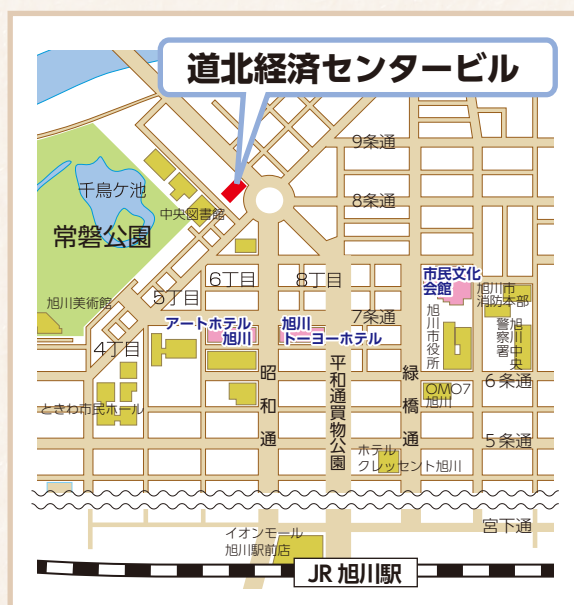 道北経済センタービル
9条通
8条通
千鳥ケ池
中央図書館
常磐公園
6丁目
8丁目
市民文化
会館
旭川市
消防本部
5丁目
旭川美術館
7条通
アートホテル
旭川
旭川
トーヨーホテル
旭川市役所
旭川中央
警察署
4丁目
昭和通
平和通買物公園
緑橋通
6条通
OMO7
旭川
ときわ市民ホール
5条通
ホテル
クレッセント旭川
宮下通
イオンモール
旭川駅前店
JR 旭川駅